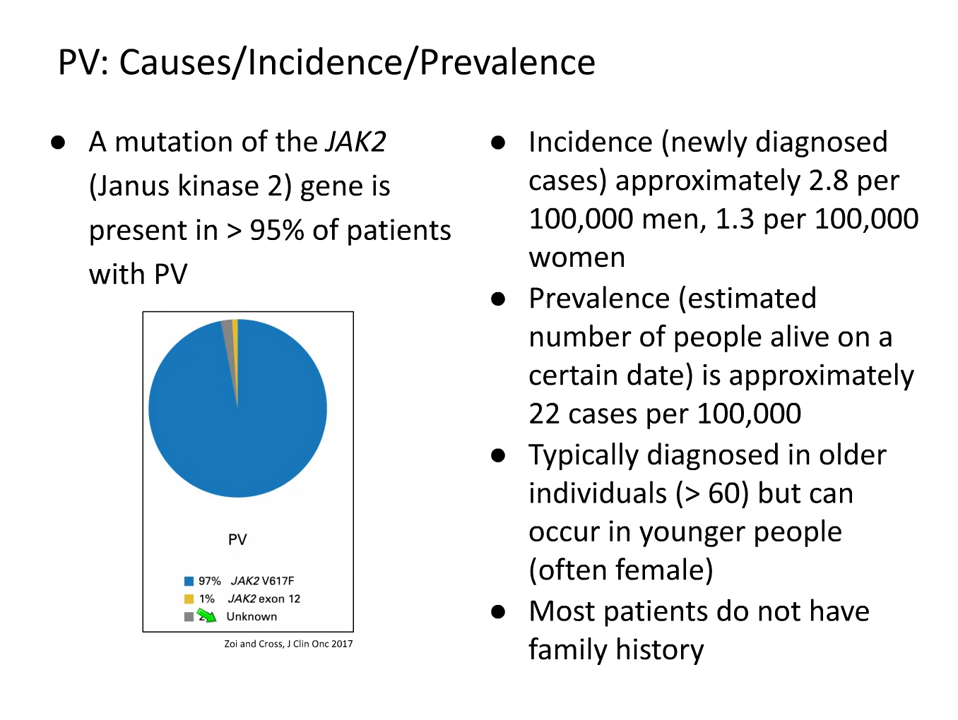 PV: Causes/Incidence/Prevalence
● A mutation of the JAK2
(Janus kinase 2) gene is
present in > 95% of patients
with PV
PV
97% JAK2 V617F
1% JAK2 exon 12
Unknown
Zoi and Cross, J Clin Onc 2017
● Incidence (newly diagnosed
cases) approximately 2.8 per
100,000 men, 1.3 per 100,000
women
● Prevalence (estimated
number of people alive on a
certain date) is approximately
22 cases per 100,000
● Typically diagnosed in older
individuals (> 60) but can
occur in younger people
(often female)
● Most patients do not have
family history